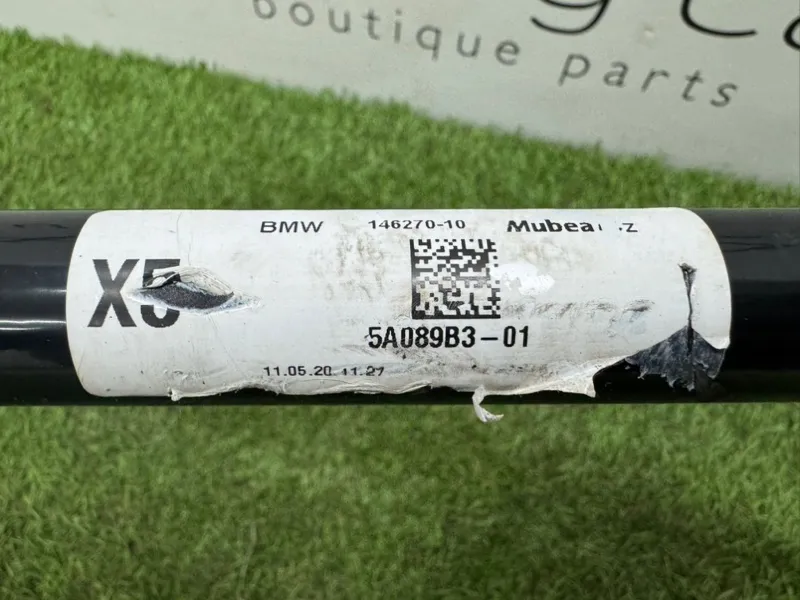 boutique parts
BMW 146270-10
X5
5A089B3-01
11.05.20 11:27